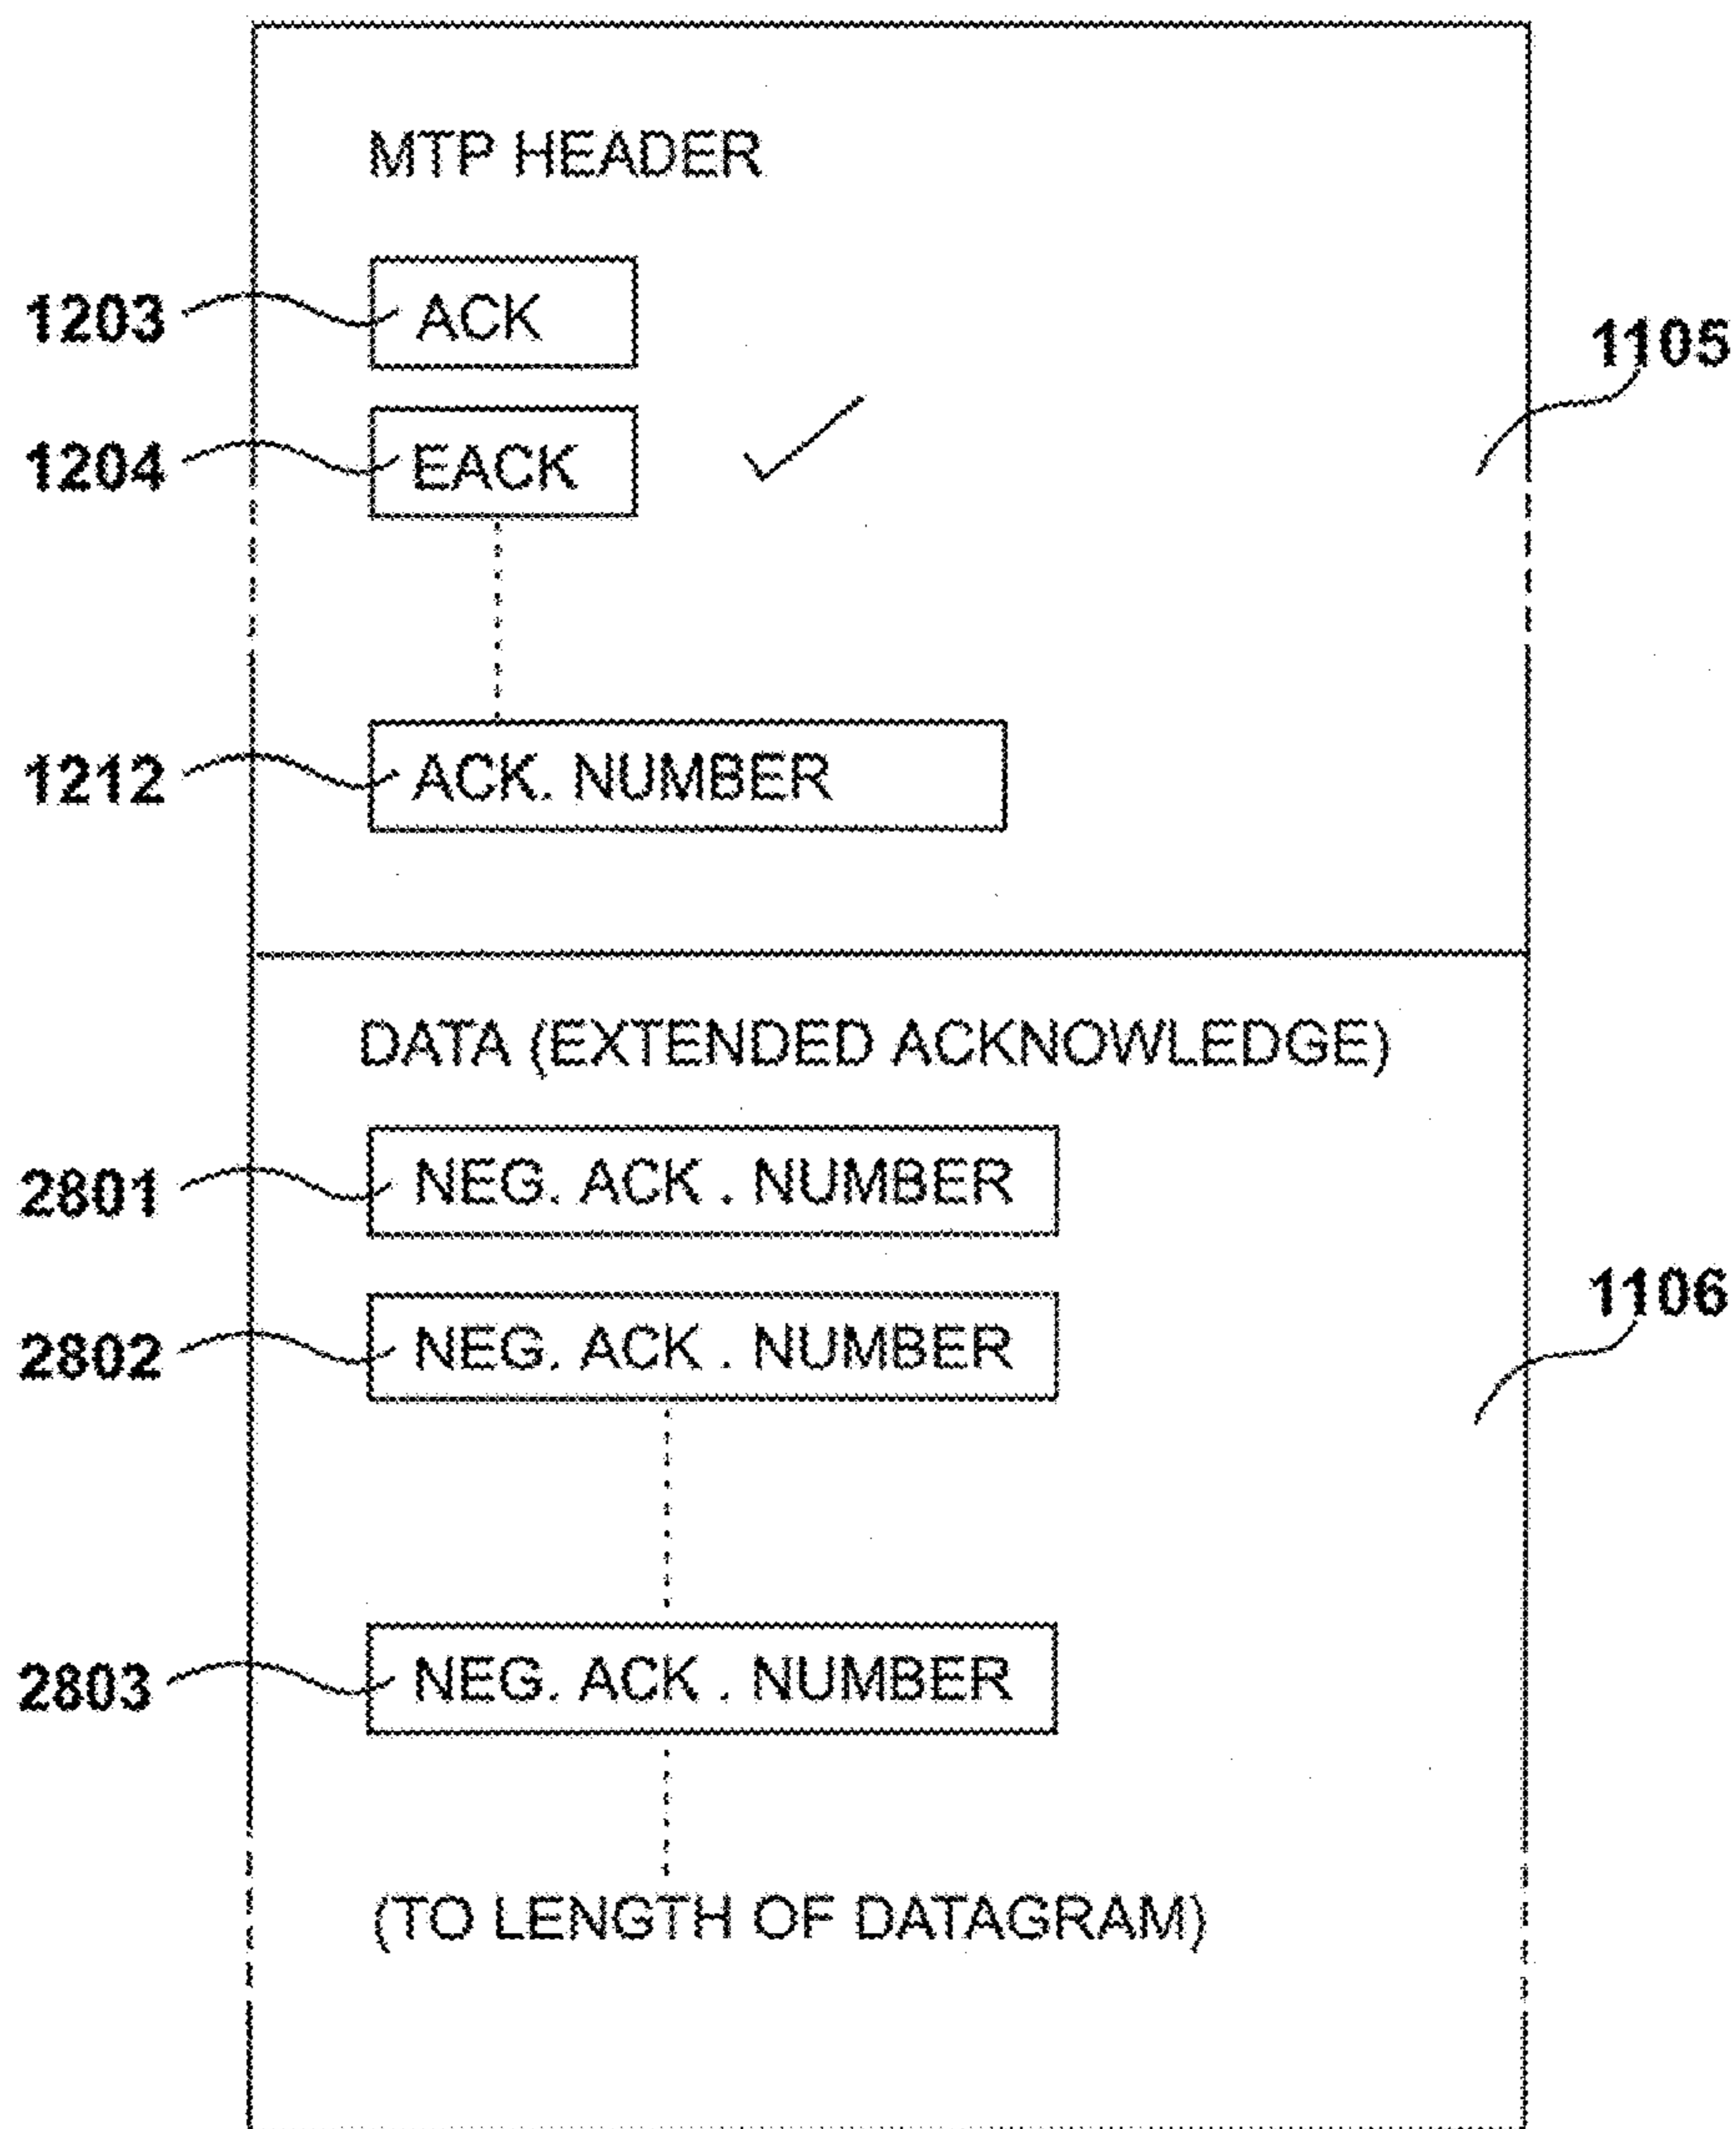 MTP HEADER
1203 ACK
1105
1204 EACK
1212 ACK. NUMBER
DATA (EXTENDED ACKNOWLEDGE)
2801 NEG. ACK . NUMBER
1106
2802 NEG. ACK . NUMBER
2803 NEG. ACK . NUMBER
(TO LENGTH OF DATAGRAM)